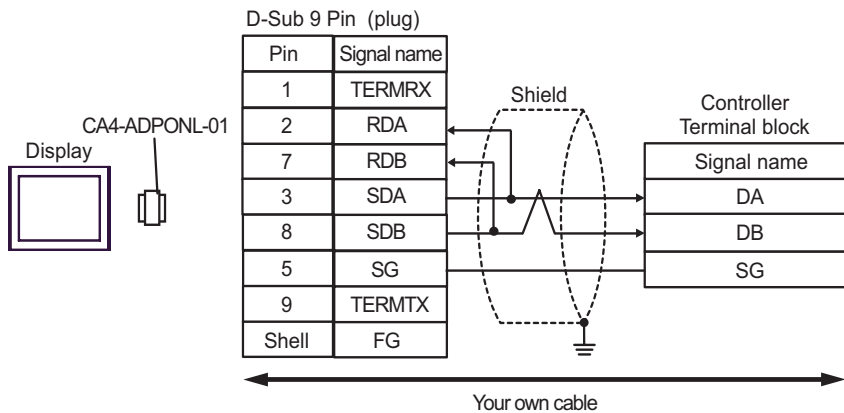 D-Sub 9 Pin (plug)
Pin Signal name
1 TERMRX
2 RDA
7 RDB
3 SDA
8 SDB
5 SG
9 TERMTX
Shell FG
CA4-ADPONL-01
Display
Shield
Controller
Terminal block
Signal name
DA
DB
SG
Your own cable